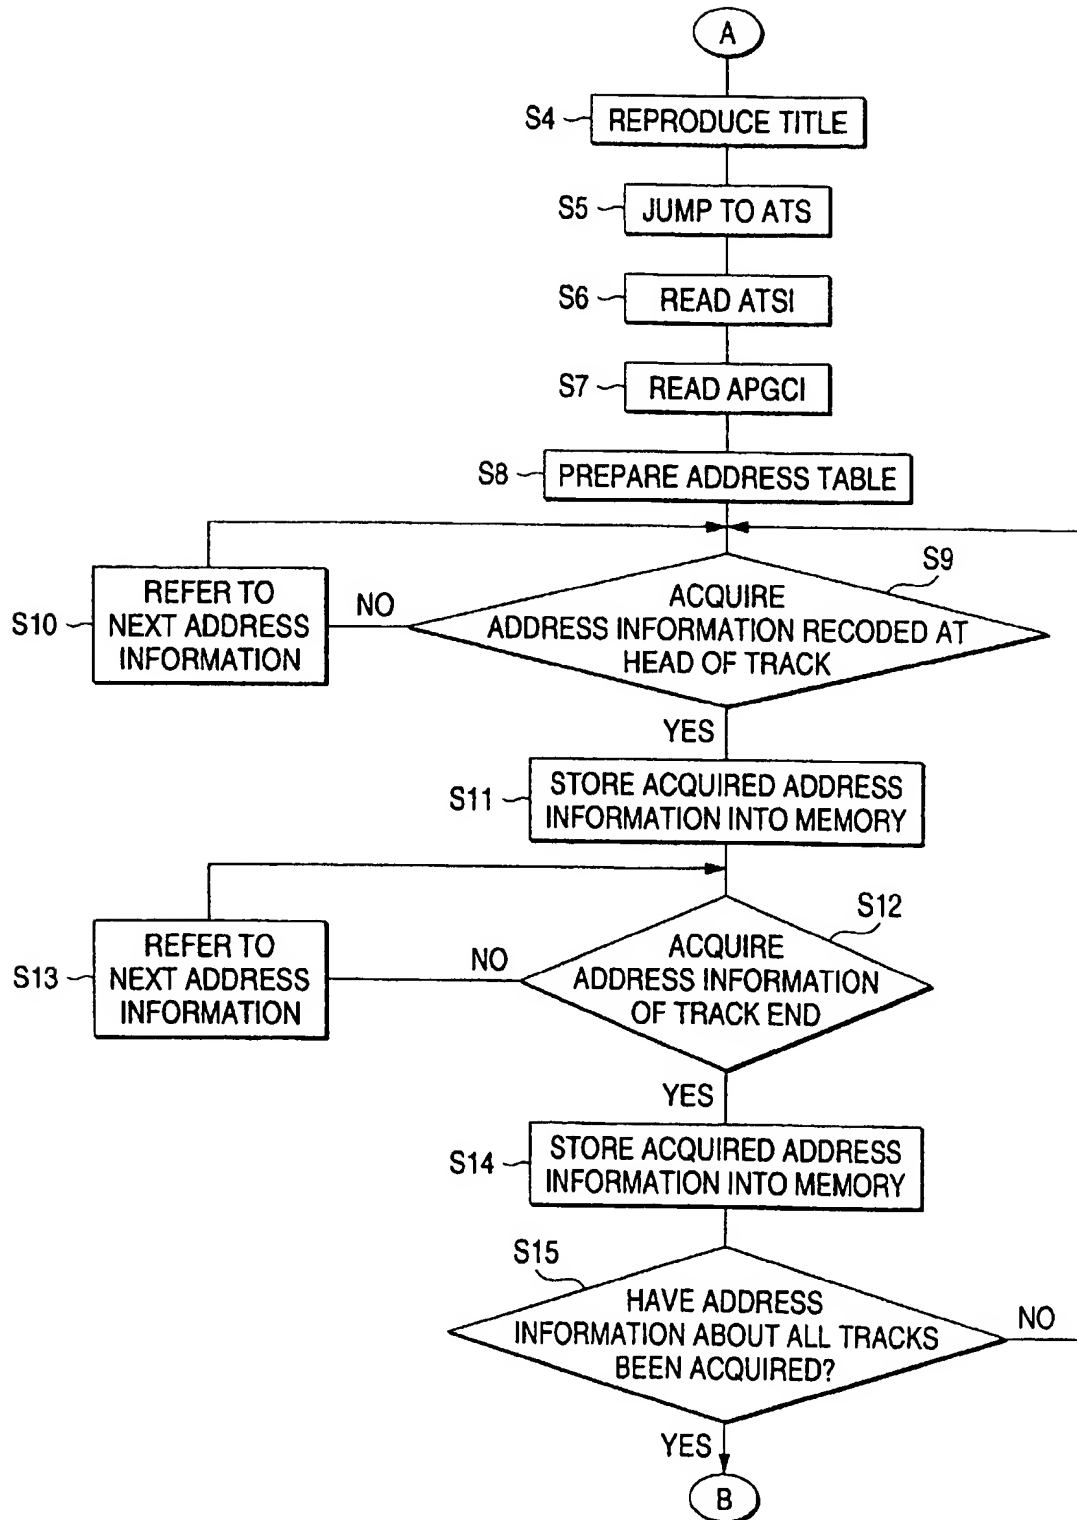 A
S4
REPRODUCE TITLE
S5
JUMP TO ATS
S6
READ ATSI
S7
READ APGCI
S8
PREPARE ADDRESS TABLE
S9
ACQUIRE
ADDRESS INFORMATION RECODED AT
HEAD OF TRACK
NO
S10
REFER TO
NEXT ADDRESS
INFORMATION
YES
S11
STORE ACQUIRED ADDRESS
INFORMATION INTO MEMORY
S12
ACQUIRE
ADDRESS INFORMATION
OF TRACK END
NO
S13
REFER TO
NEXT ADDRESS
INFORMATION
YES
S14
STORE ACQUIRED ADDRESS
INFORMATION INTO MEMORY
S15
HAVE ADDRESS
INFORMATION ABOUT ALL TRACKS
BEEN ACQUIRED?
NO
YES
B